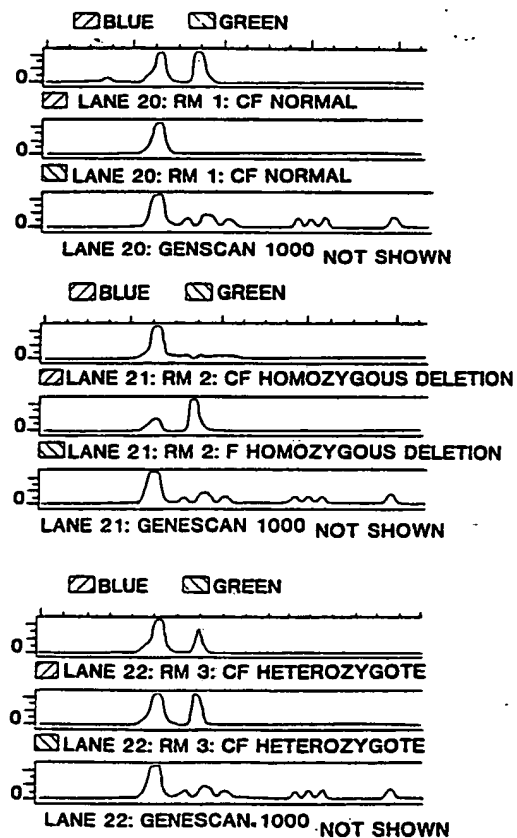 BLUE GREEN
0
LANE 20: RM 1: CF NORMAL
0
LANE 20: RM 1: CF NORMAL
0
LANE 20: GENSCAN 1000 NOT SHOWN
BLUE GREEN
0
LANE 21: RM 2: CF HOMOZYGOUS DELETION
0
LANE 21: RM 2: F HOMOZYGOUS DELETION
0
LANE 21: GENESCAN 1000 NOT SHOWN
BLUE GREEN
0
LANE 22: RM 3: CF HETEROZYGOTE
0
LANE 22: RM 3: CF HETEROZYGOTE
0
LANE 22: GENESCAN. 1000 NOT SHOWN